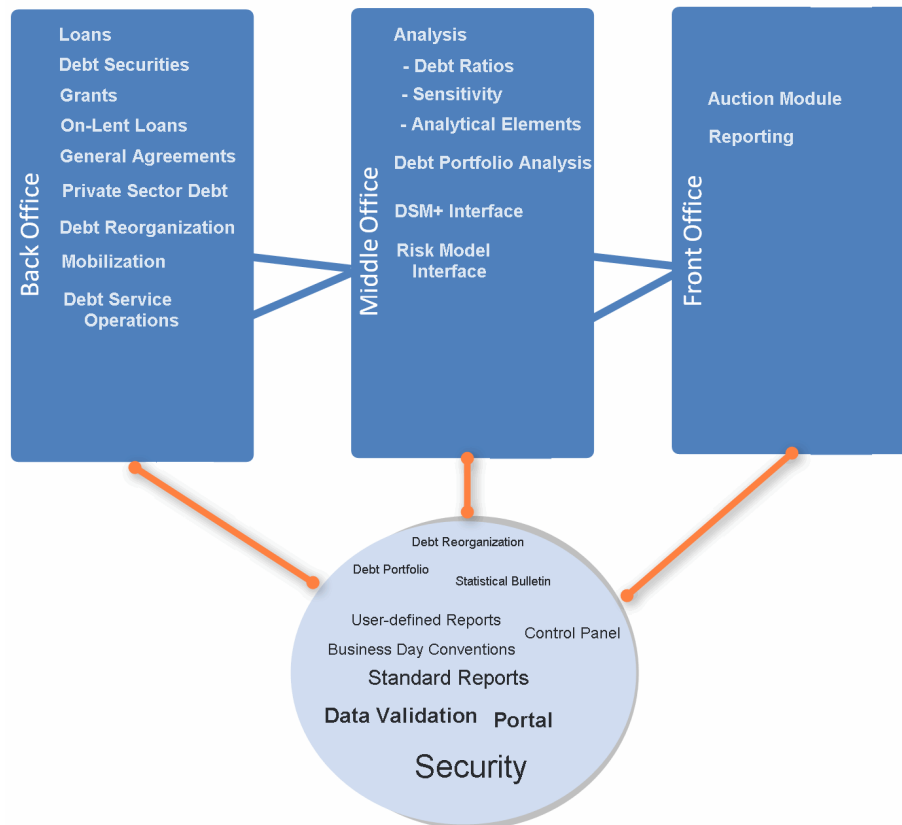 Back Office
Loans
Debt Securities
Grants
On-Lent Loans
General Agreements
Private Sector Debt
Debt Reorganization
Mobilization
Debt Service
Operations
Middle Office
Analysis
- Debt Ratios
- Sensitivity
- Analytical Elements
Debt Portfolio Analysis
DSM+ Interface
Risk Model
Interface
Front Office
Auction Module
Reporting
Debt Reorganization
Debt Portfolio
Statistical Bulletin
User-defined Reports
Control Panel
Business Day Conventions
Standard Reports
Data Validation
Portal
Security